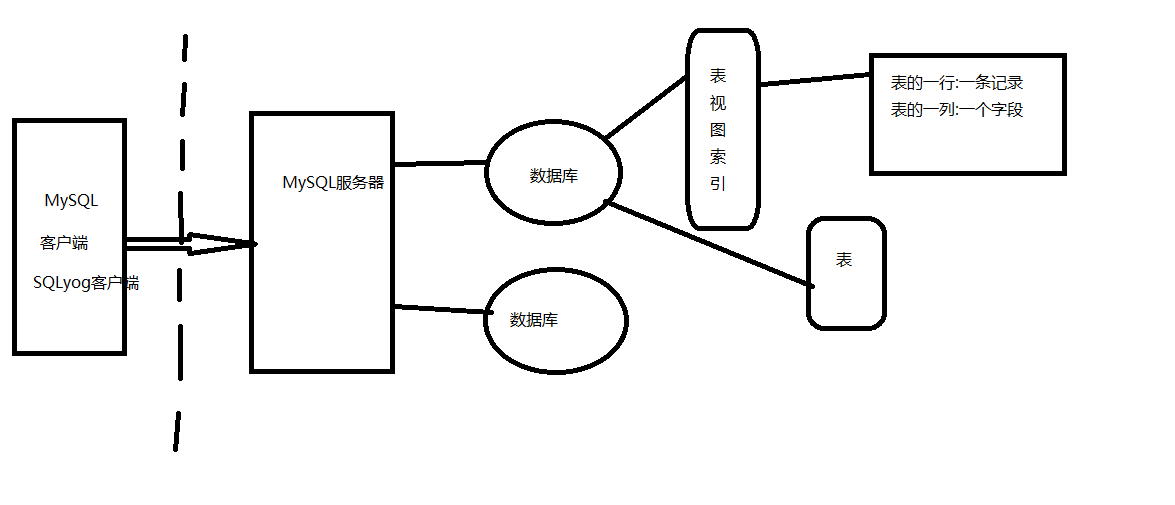 MySQL
客户端
SQLyog客户端
MySQL服务器
数据库
数据库
表
视
图
索
引
表的一行:一条记录
表的一列:一个字段
表